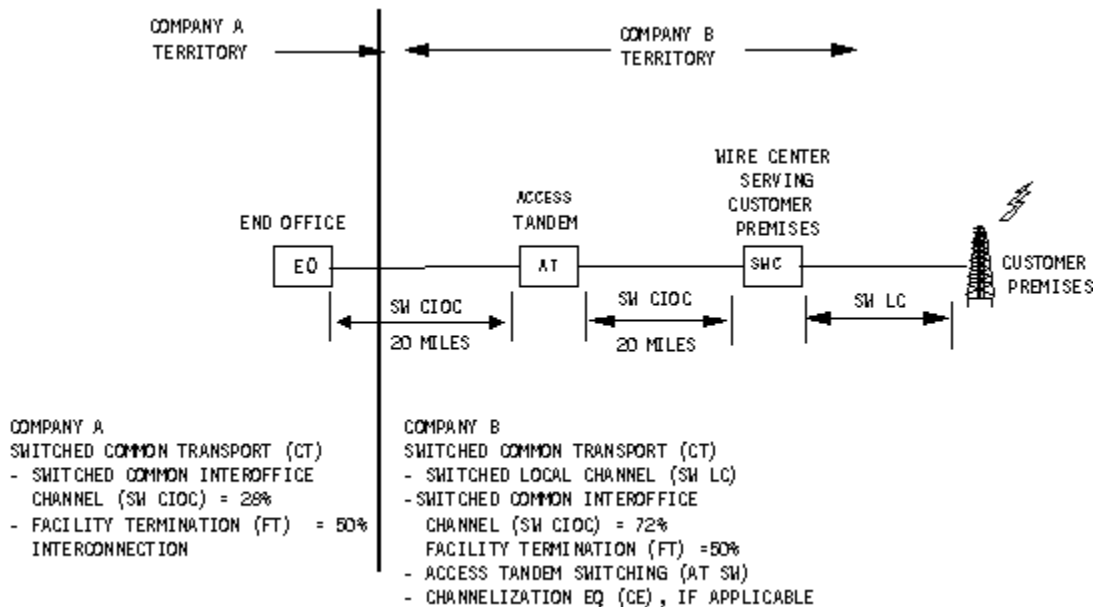 COMPANY A
TERRITORY
COMPANY B
TERRITORY
WIRE CENTER
SERVING
CUSTOMER
PREMISES
ACCESS
TANDEM
END OFFICE
EO
AT
SWC
CUSTOMER
PREMISES
SW CIOC
20 MILES
SW CIOC
20 MILES
SW LC
COMPANY A
SWITCHED COMMON TRANSPORT (CT)
- SWITCHED COMMON INTEROFFICE
CHANNEL (SW CIOC) = 28%
- FACILITY TERMINATION (FT) = 50%
INTERCONNECTION
COMPANY B
SWITCHED COMMON TRANSPORT (CT)
- SWITCHED LOCAL CHANNEL (SW LC)
-SWITCHED COMMON INTEROFFICE
CHANNEL (SW CIOC) = 72%
FACILITY TERMINATION (FT) =50%
- ACCESS TANDEM SWITCHING (AT SW)
- CHANNELIZATION EQ (CE), IF APPLICABLE